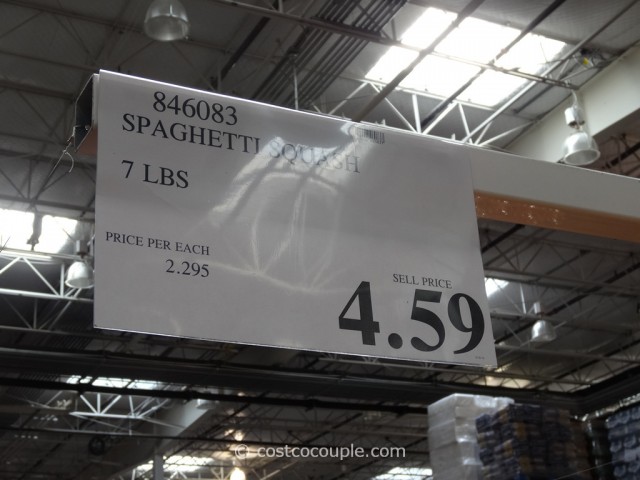 846083
SPAGHETTI SQUASH
7 LBS
PRICE PER EACH
2.295
SELL PRICE
4.59
© costcocouple.com